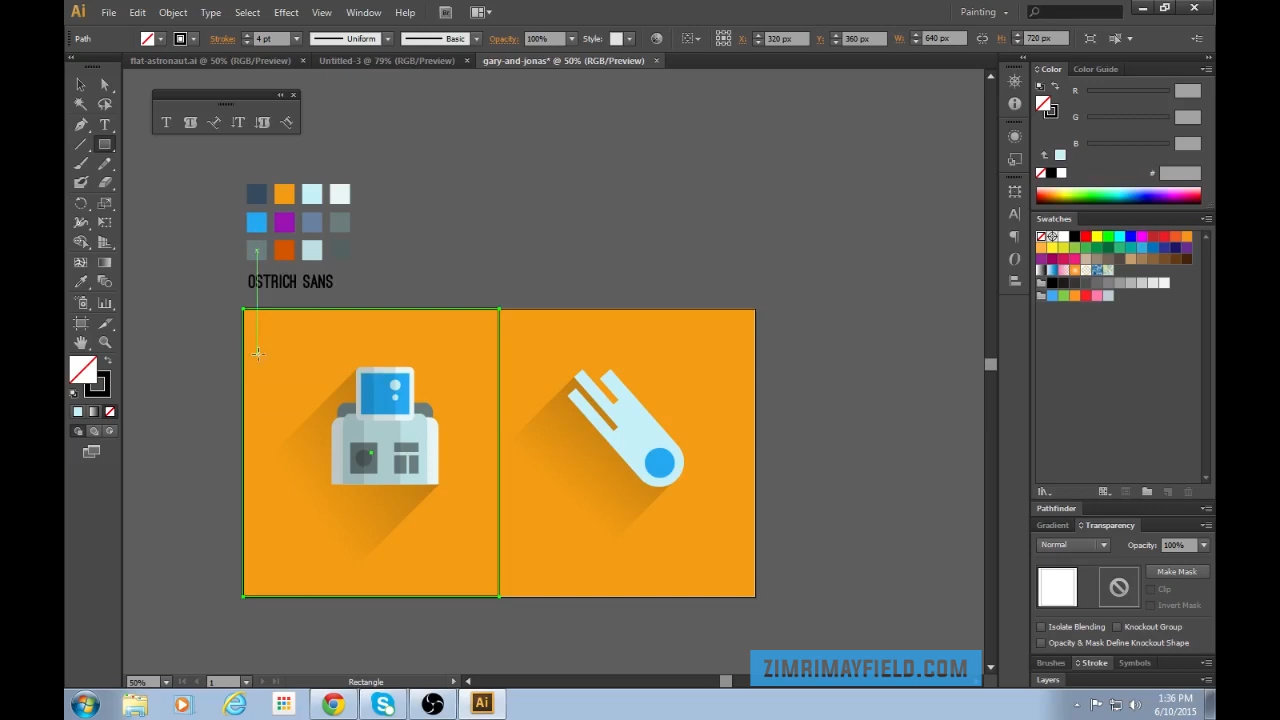 Ai File Edit Object Type Select Effect View Window Help Br Painting
Path Stroke: 4 pt Uniform Basic Opacity: 100% Style: X: 320 px Y: 360 px W: 640 px H: 720 px
flat-astronaut.ai @ 50% (RGB/Preview) × Untitled-3 @ 79% (RGB/Preview) × gary-and-jonas* @ 50% (RGB/Preview) ×
Color Color Guide
R
G
B
#
OSTRICH SANS
Swatches
Pathfinder
Gradient Transparency
Normal Opacity: 100%
Make Mask
Clip
Invert Mask
Isolate Blending Knockout Group
Opacity & Mask Define Knockout Shape
Brushes Stroke Symbols
Layers
ZIMRIMAYFIELD.COM
50% 1 Rectangle
1:36 PM
6/10/2015